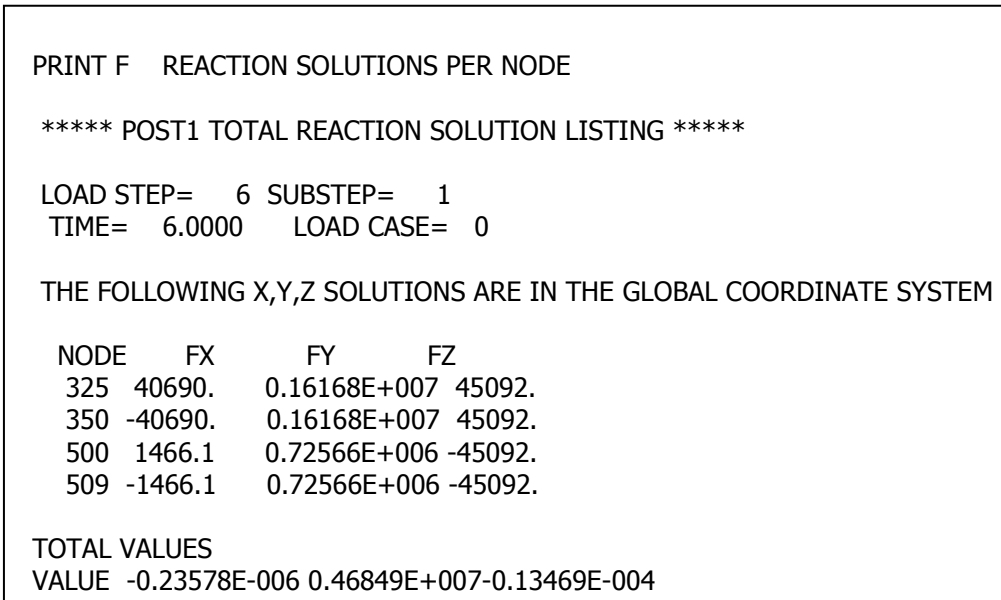 PRINT F REACTION SOLUTIONS PER NODE
***** POST1 TOTAL REACTION SOLUTION LISTING *****
LOAD STEP= 6 SUBSTEP= 1
TIME= 6.0000 LOAD CASE= 0
THE FOLLOWING X,Y,Z SOLUTIONS ARE IN THE GLOBAL COORDINATE SYSTEM
NODE FX FY FZ
325 40690. 0.16168E+007 45092.
350 -40690. 0.16168E+007 45092.
500 1466.1 0.72566E+006 -45092.
509 -1466.1 0.72566E+006 -45092.
TOTAL VALUES
VALUE -0.23578E-006 0.46849E+007-0.13469E-004